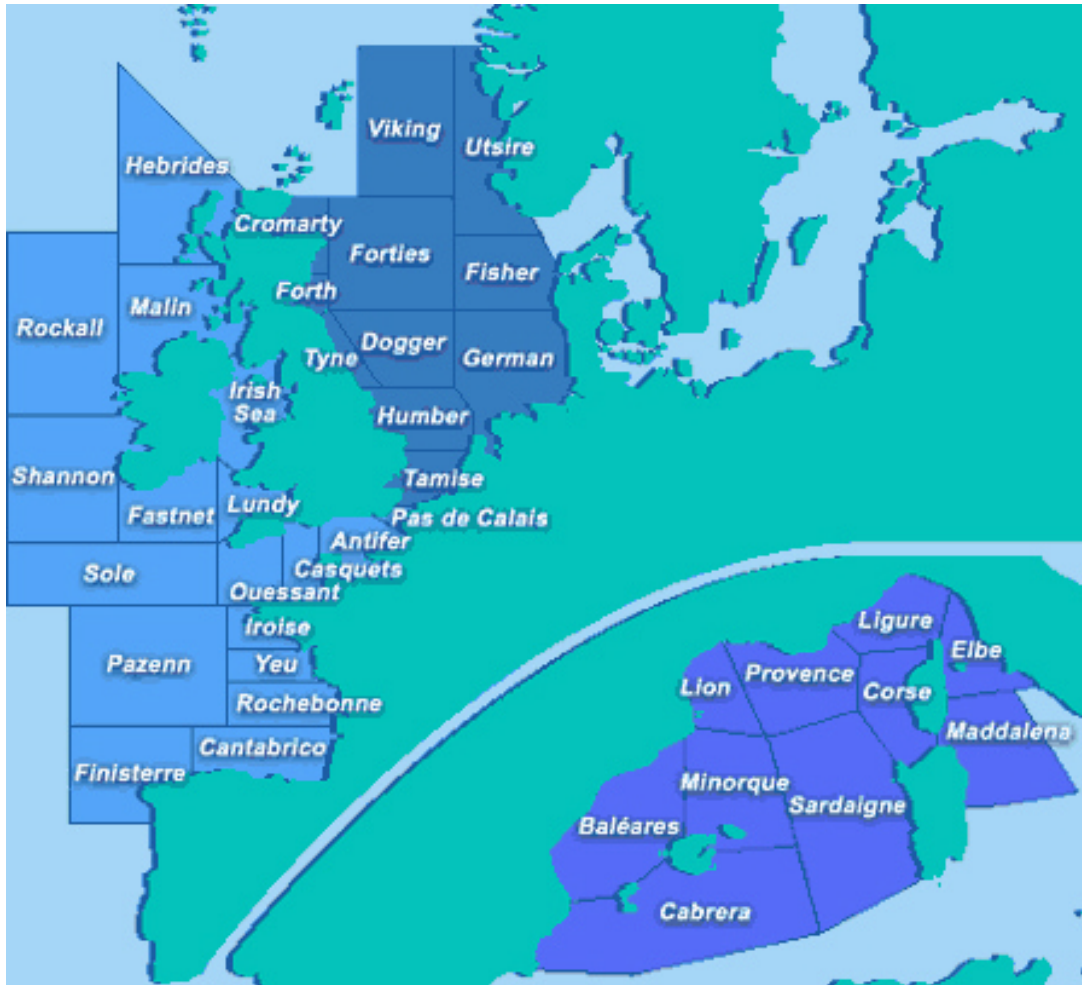 Viking
Utsire
Hebrides
Cromarty
Forties
Fisher
Forth
Malin
Rockall
Dogger
Tyne
German
Irish
Sea
Humber
Shannon
Tamise
Lundy
Fastnet
Pas de Calais
Antifer
Casquets
Sole
Ouessant
Iroise
Ligure
Elbe
Pazenn
Yeu
Provence
Lion
Corse
Rochebonne
Maddalena
Cantabrico
Finisterre
Minorque
Sardaigne
Baléares
Cabrera